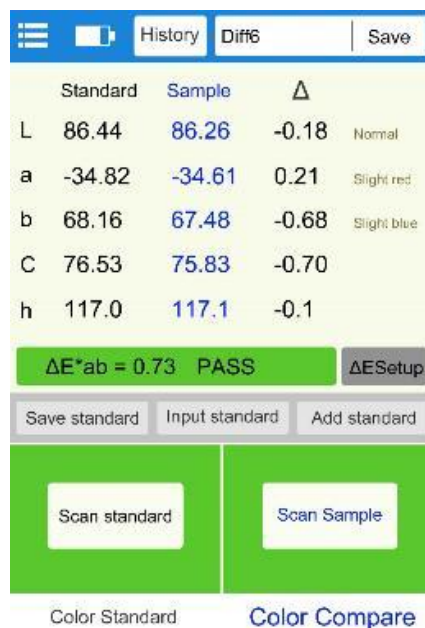 History Diff6 Save
Standard Sample Δ
L 86.44 86.26 -0.18 Normal
a -34.82 -34.61 0.21 Slight red
b 68.16 67.48 -0.68 Slight blue
C 76.53 75.83 -0.70
h 117.0 117.1 -0.1
ΔE*ab = 0.73 PASS ΔESetup
Save standard Input standard Add standard
Scan standard Scan Sample
Color Standard Color Compare